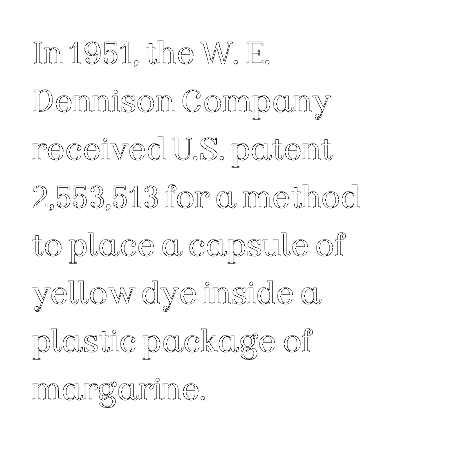 In 1951, the W. E.
Dennison Company
received U.S. patent
2,553,513 for a method
to place a capsule of
yellow dye inside a
plastic package of
margarine.